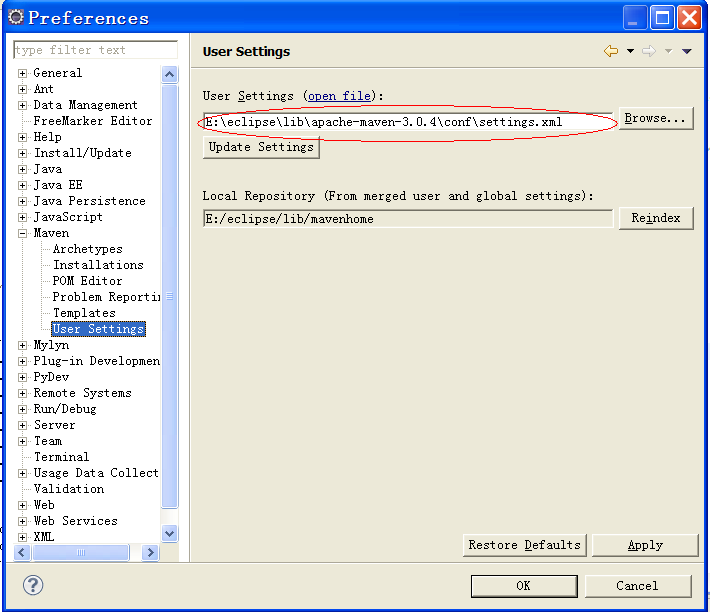 Preferences
type filter text
General
Ant
Data Management
FreeMarker Editor
Help
Install/Update
Java
Java EE
Java Persistence
JavaScript
Maven
Archetypes
Installations
POM Editor
Problem Reportin
Templates
User Settings
Mylyn
Plug-in Developmen
PyDev
Remote Systems
Run/Debug
Server
Team
Terminal
Usage Data Collect
Validation
Web
Web Services
XML
User Settings
User Settings (open file):
E:\eclipse\lib\apache-maven-3.0.4\conf\settings.xml
Browse...
Update Settings
Local Repository (From merged user and global settings):
E:/eclipse/lib/mavenhome
Reindex
Restore Defaults
Apply
OK
Cancel